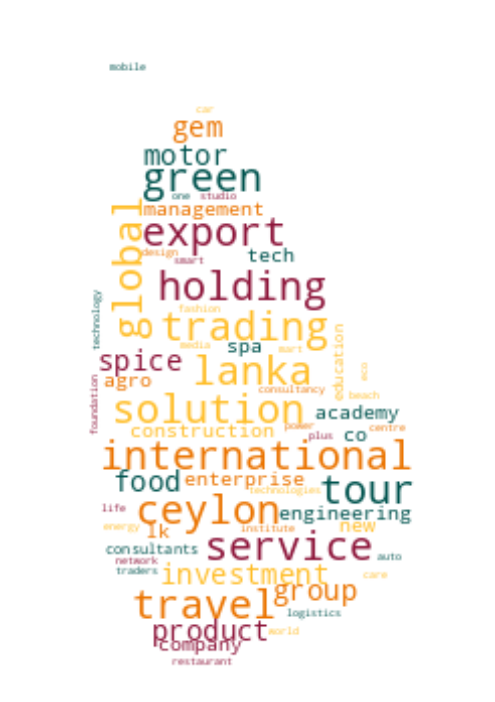 mobile
car
gem
motor
green
one studio
global
management
export
design
tech
smart
holding
technology
fashion
trading
education
media spa mart
spice
lanka
eco
agro
foundation
consultancy
beach
solution
academy
construction power centre
plus co
international
food enterprise
technologies
tour
life
ceylon
engineering
energy
lk
institute
new
consultants
service
auto
network
traders
investment
care
group
travel
logistics
product
world
company
restaurant